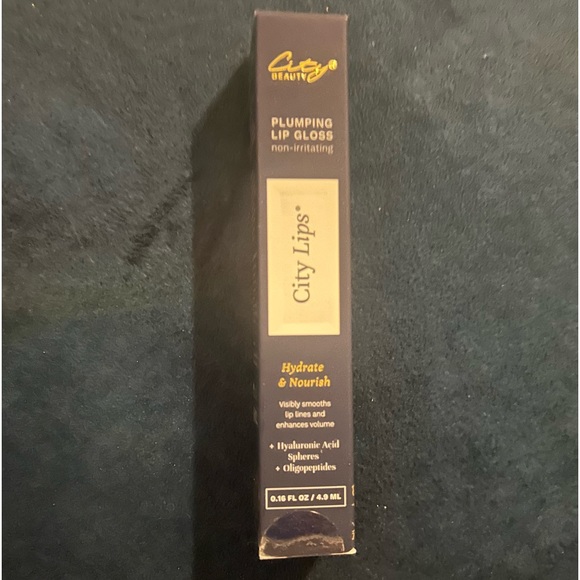 City
BEAUTY®
PLUMPING
LIP GLOSS
non-irritating
City Lips®
Hydrate
& Nourish
Visibly smooths
lip lines and
enhances volume
+ Hyaluronic Acid
Spheres
+ Oligopeptides
0.16 FL OZ / 4.9 ML